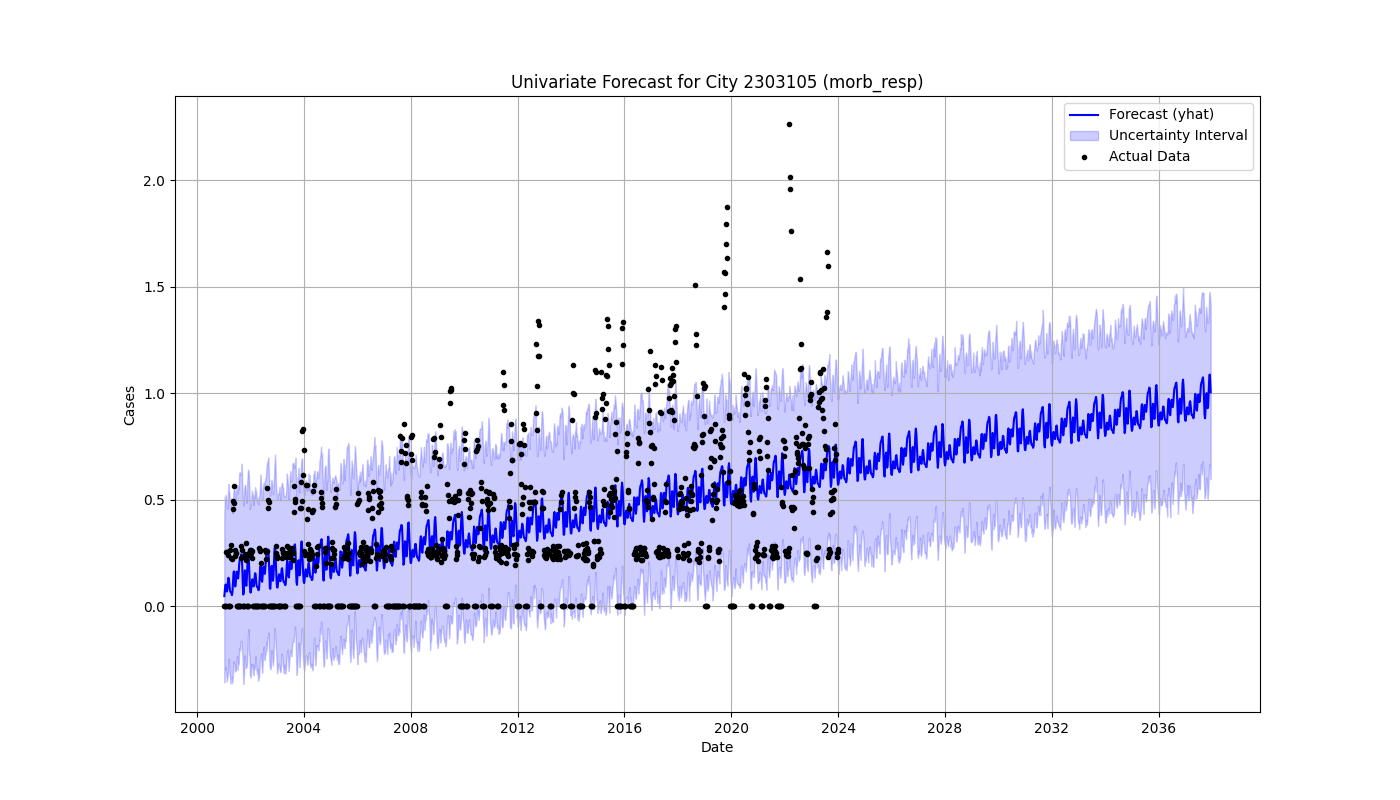 Univariate Forecast for City 2303105 (morb_resp)
Forecast (yhat)
Uncertainty Interval
Actual Data
2.0
1.5
1.0
0.5
0.0
Cases
2000 2004 2008 2012 2016 2020 2024 2028 2032 2036
Date